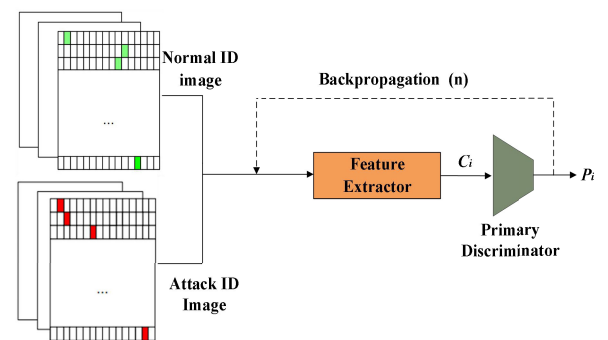 Normal ID
image
...
Backpropagation (n)
Feature
Extractor
Ci
Pi
Primary
Discriminator
...
Attack ID
Image